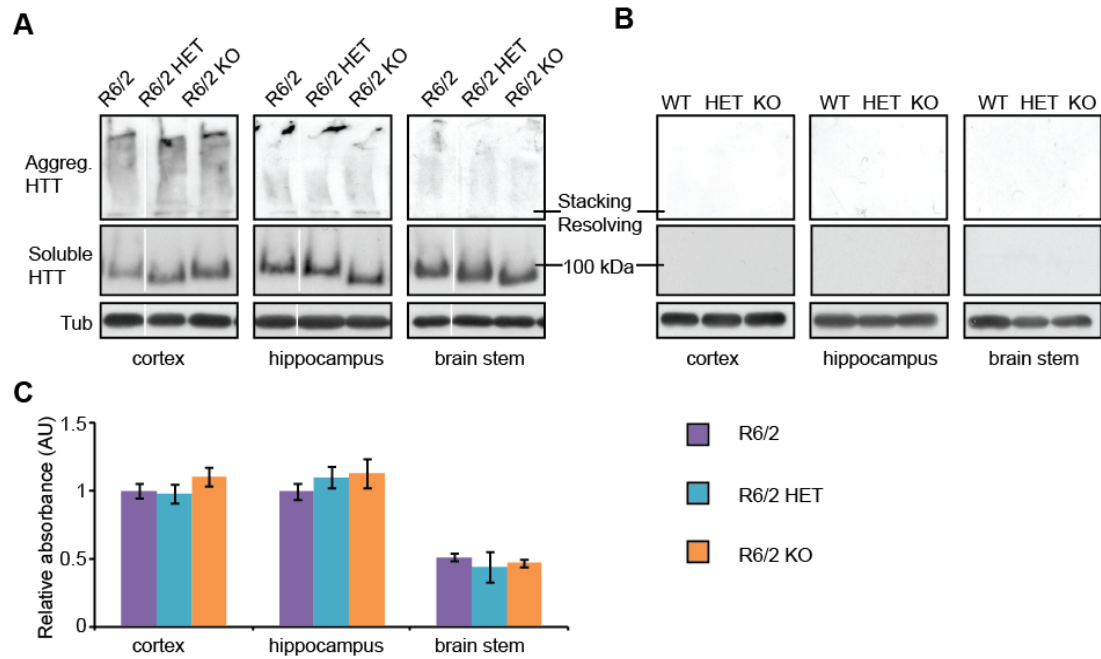 A
B
R6/2 R6/2 HET R6/2 KO
R6/2 R6/2 HET R6/2 KO
R6/2 R6/2 HET R6/2 KO
WT HET KO
WT HET KO
WT HET KO
Aggreg.
HTT
Stacking
Resolving
Soluble
HTT
100 kDa
Tub
cortex
hippocampus
brain stem
cortex
hippocampus
brain stem
C
Relative absorbance (AU)
1.5
1
0.5
0
cortex
hippocampus
brain stem
R6/2
R6/2 HET
R6/2 KO